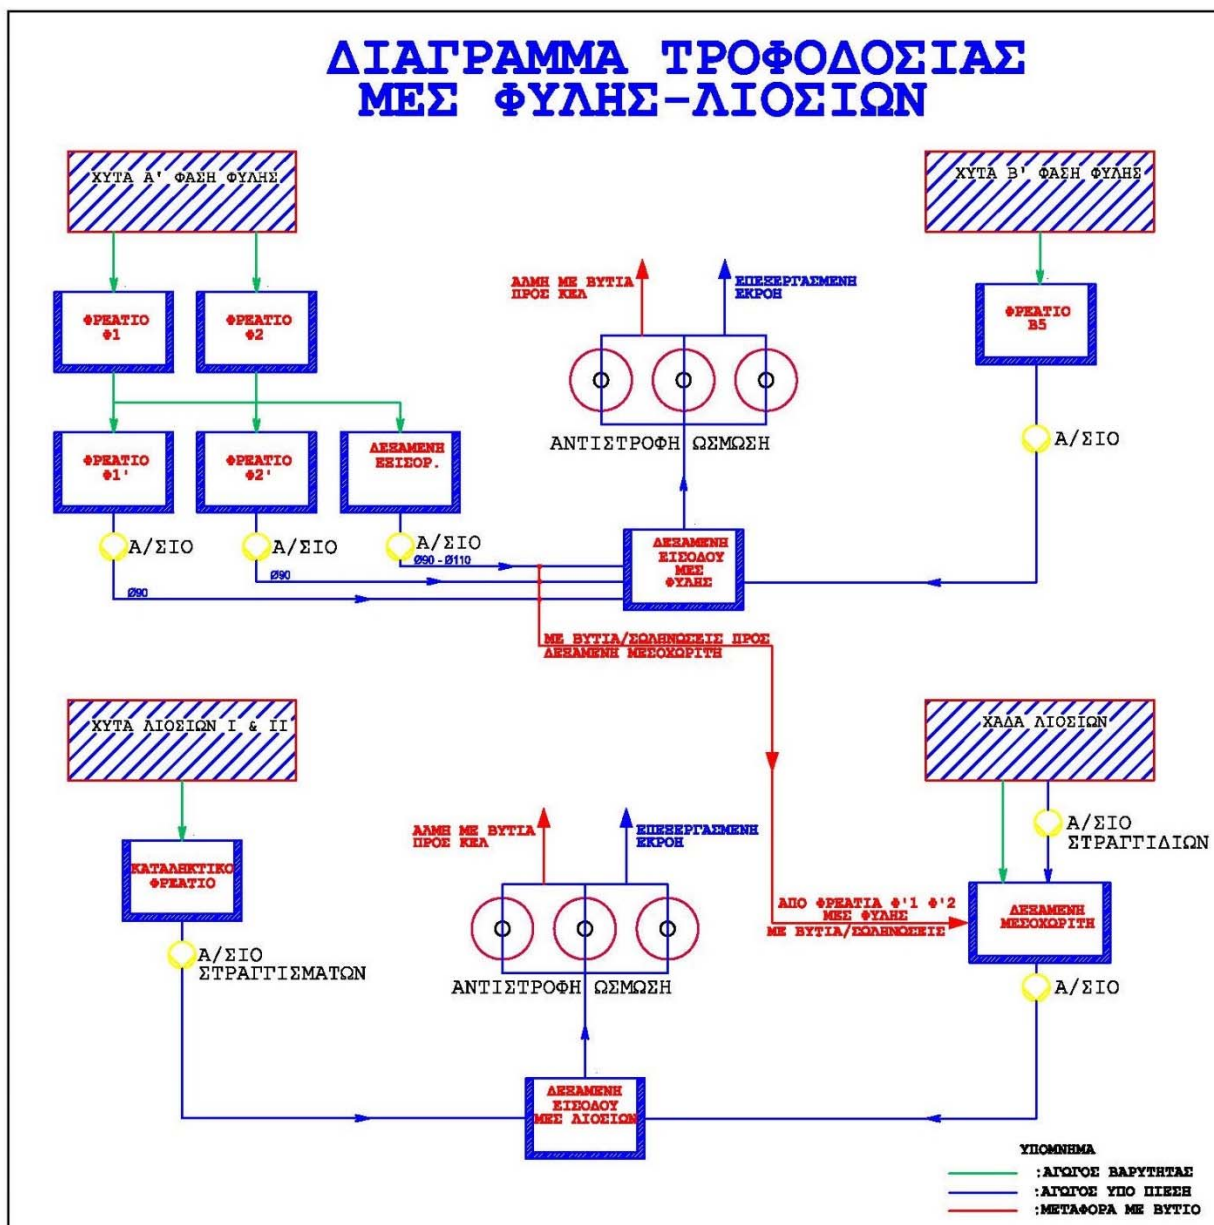 ΔΙΑΓΡΑΜΜΑ ΤΡΟΦΟΔΟΣΙΑΣ
ΜΕΣ ΦΥΛΗΣ-ΛΙΟΣΙΩΝ
ΧΥΤΑ Α' ΦΑΣΗ ΦΥΛΗΣ
ΧΥΤΑ Β' ΦΑΣΗ ΦΥΛΗΣ
ΦΡΕΑΤΙΟ
Φ1
ΦΡΕΑΤΙΟ
Φ2
ΑΛΜΗ ΜΕ ΒΥΤΙΑ
ΠΡΟΣ ΚΕΛ
ΕΠΕΞΕΡΓΑΣΜΕΝΗ
ΕΚΡΟΗ
ΦΡΕΑΤΙΟ
Β5
ΦΡΕΑΤΙΟ
Φ1'
ΦΡΕΑΤΙΟ
Φ2'
ΔΕΞΑΜΕΝΗ
ΕΞΙΣΟΡ.
ΑΝΤΙΣΤΡΟΦΗ ΩΣΜΩΣΗ
Α/ΣΙΟ
Α/ΣΙΟ
Α/ΣΙΟ
Α/ΣΙΟ
Ø90 - Ø110
Ø90
Ø90
ΔΕΞΑΜΕΝΗ
ΕΙΣΟΔΟΥ
ΜΕΣ
ΦΥΛΗΣ
ΜΕ ΒΥΤΙΑ/ΣΩΛΗΝΩΣΕΙΣ ΠΡΟΣ
ΔΕΞΑΜΕΝΗ ΜΕΣΟΧΩΡΙΤΗ
ΧΥΤΑ ΛΙΟΣΙΩΝ Ι & ΙΙ
ΧΑΔΑ ΛΙΟΣΙΩΝ
ΑΛΜΗ ΜΕ ΒΥΤΙΑ
ΠΡΟΣ ΚΕΛ
ΕΠΕΞΕΡΓΑΣΜΕΝΗ
ΕΚΡΟΗ
Α/ΣΙΟ
ΣΤΡΑΓΓΙΔΙΩΝ
ΚΑΤΑΛΗΚΤΙΚΟ
ΦΡΕΑΤΙΟ
ΑΠΟ ΦΡΕΑΤΙΑ Φ'1 Φ'2
ΜΕΣ ΦΥΛΗΣ
ΜΕ ΒΥΤΙΑ/ΣΩΛΗΝΩΣΕΙΣ
ΔΕΞΑΜΕΝΗ
ΜΕΣΟΧΩΡΙΤΗ
Α/ΣΙΟ
ΣΤΡΑΓΓΙΣΜΑΤΩΝ
ΑΝΤΙΣΤΡΟΦΗ ΩΣΜΩΣΗ
Α/ΣΙΟ
ΔΕΞΑΜΕΝΗ
ΕΙΣΟΔΟΥ
ΜΕΣ ΛΙΟΣΙΩΝ
ΥΠΟΜΝΗΜΑ
:ΑΓΩΓΟΣ ΒΑΡΥΤΗΤΑΣ
:ΑΓΩΓΟΣ ΥΠΟ ΠΙΕΣΗ
:ΜΕΤΑΦΟΡΑ ΜΕ ΒΥΤΙΟ